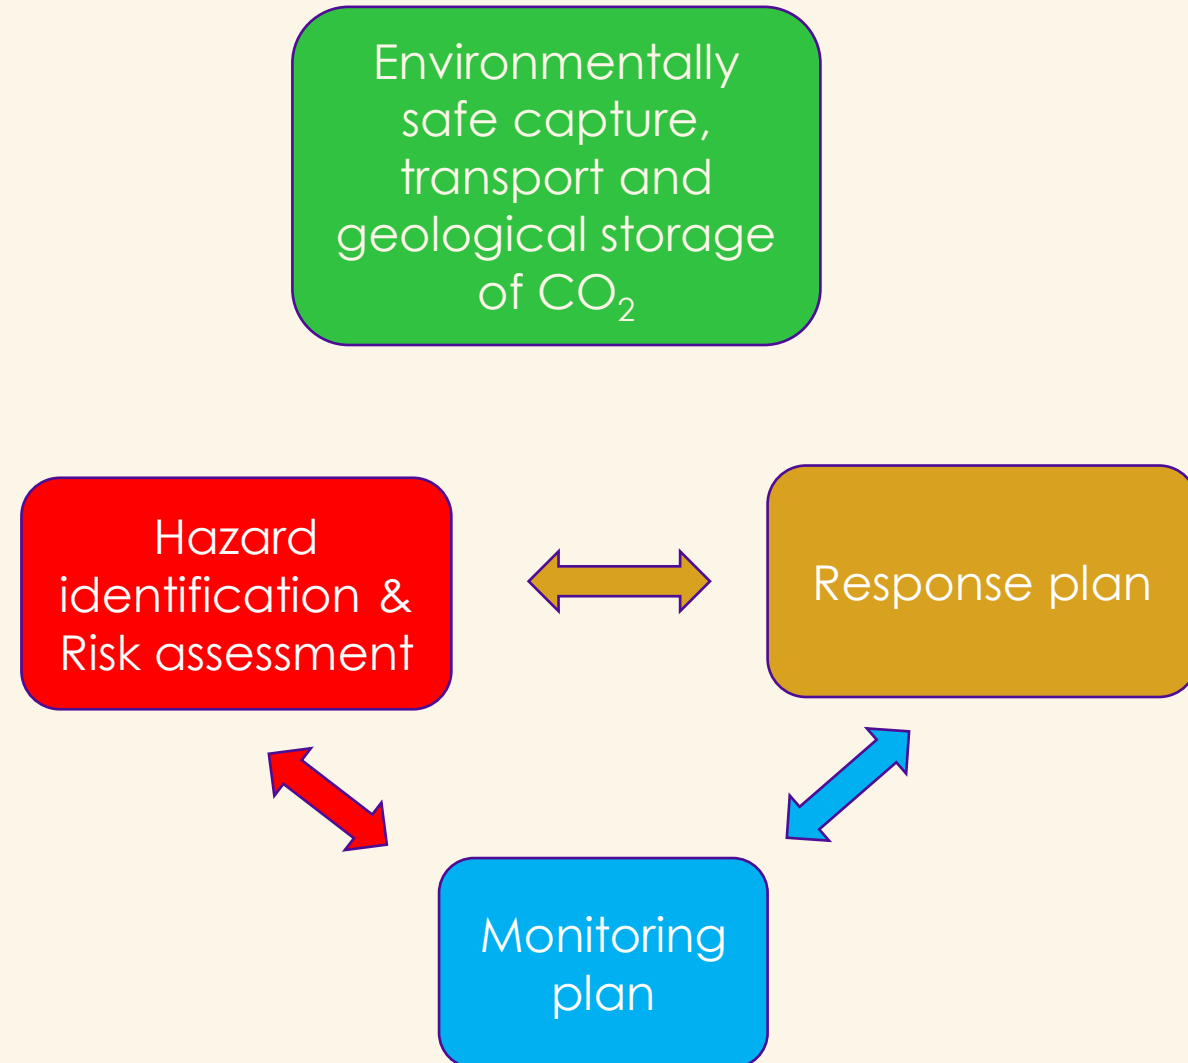 Environmentally
safe capture,
transport and
geological storage
of CO₂
Hazard
identification &
Risk assessment
Response plan
Monitoring
plan